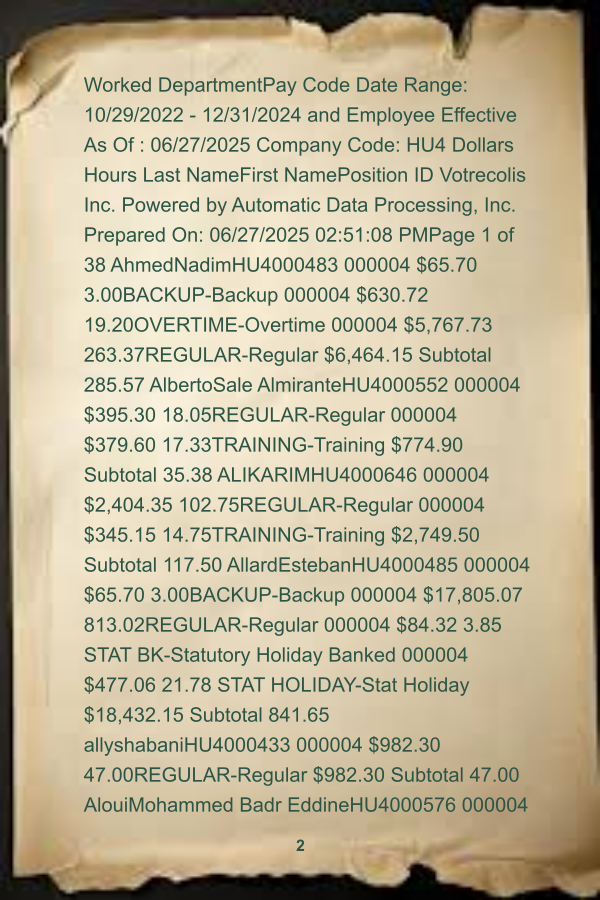 Worked DepartmentPay Code Date Range:
10/29/2022 - 12/31/2024 and Employee Effective
As Of : 06/27/2025 Company Code: HU4 Dollars
Hours Last NameFirst NamePosition ID Votrecolis
Inc. Powered by Automatic Data Processing, Inc.
Prepared On: 06/27/2025 02:51:08 PMPage 1 of
38 AhmedNadimHU4000483 000004 $65.70
3.00BACKUP-Backup 000004 $630.72
19.20OVERTIME-Overtime 000004 $5,767.73
263.37REGULAR-Regular $6,464.15 Subtotal
285.57 AlbertoSale AlmiranteHU4000552 000004
$395.30 18.05REGULAR-Regular 000004
$379.60 17.33TRAINING-Training $774.90
Subtotal 35.38 ALIKARIMHU4000646 000004
$2,404.35 102.75REGULAR-Regular 000004
$345.15 14.75TRAINING-Training $2,749.50
Subtotal 117.50 AllardEstebanHU4000485 000004
$65.70 3.00BACKUP-Backup 000004 $17,805.07
813.02REGULAR-Regular 000004 $84.32 3.85
STAT BK-Statutory Holiday Banked 000004
$477.06 21.78 STAT HOLIDAY-Stat Holiday
$18,432.15 Subtotal 841.65
allyshabaniHU4000433 000004 $982.30
47.00REGULAR-Regular $982.30 Subtotal 47.00
AlouiMohammed Badr EddineHU4000576 000004
2